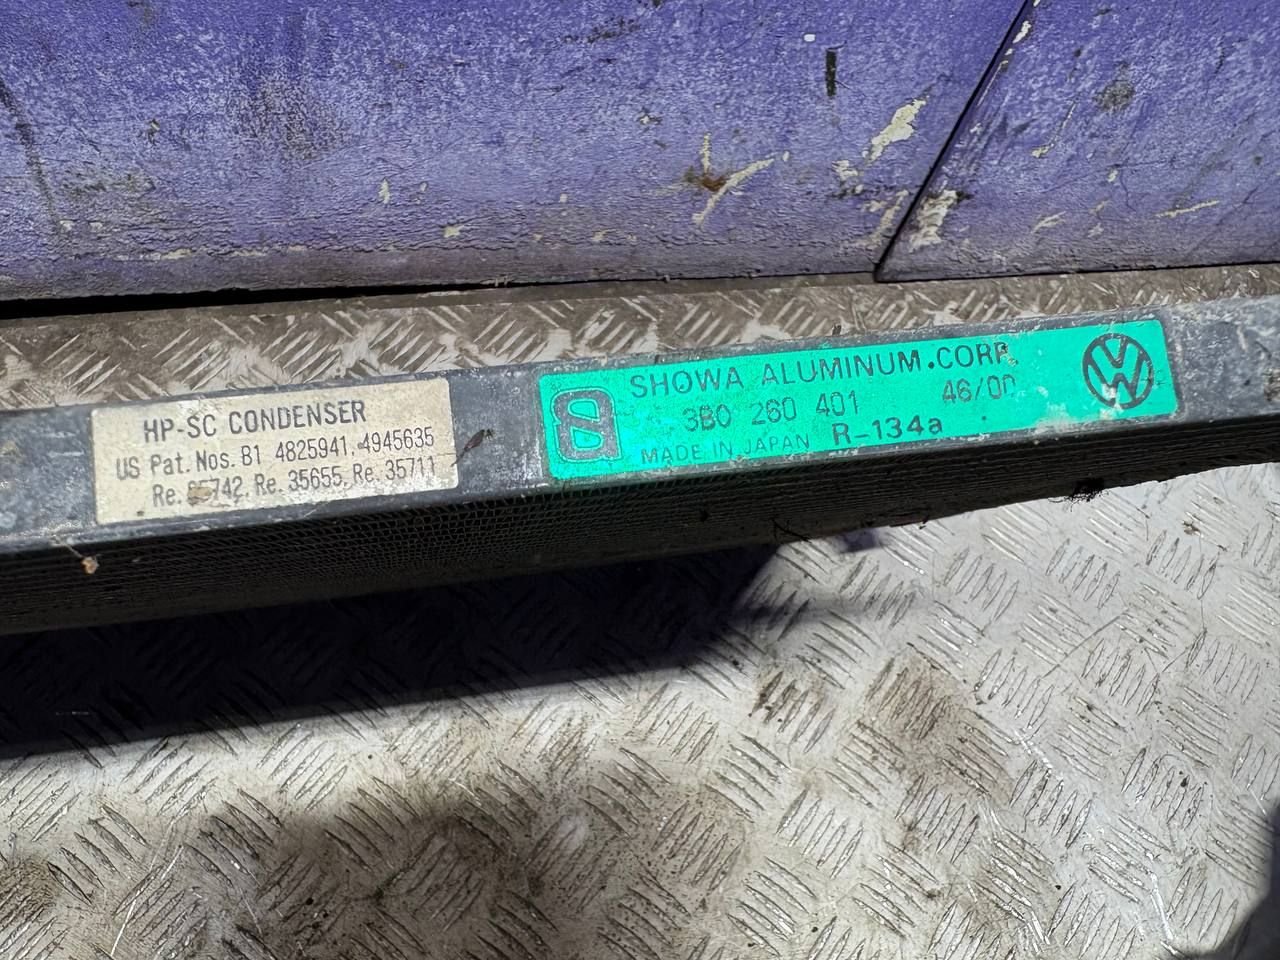 HP-SC CONDENSER
US Pat. Nos. B1 4825941, 4945635
Re. 35655, Re. 35711
SHOWA ALUMINUM.CORP.
3B0 260 401 46/00
MADE IN JAPAN R-134a